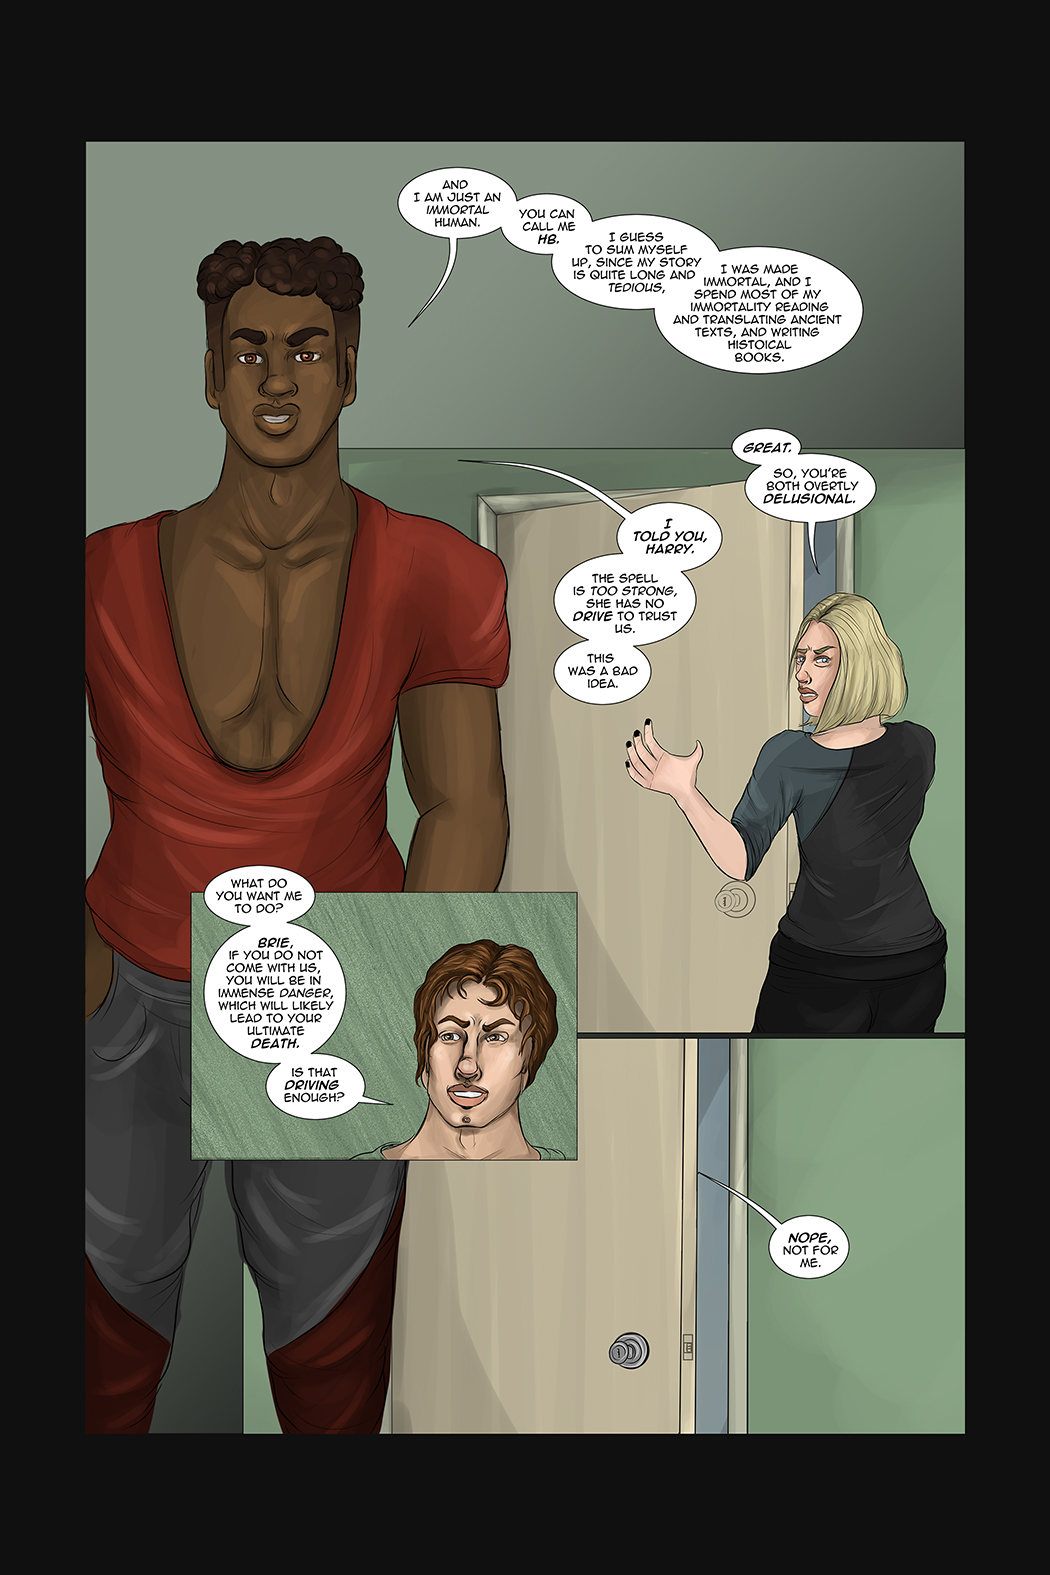 AND
I AM JUST AN
IMMORTAL
HUMAN.
YOU CAN
CALL ME
HB.
I GUESS
TO SUM MYSELF
UP, SINCE MY STORY
IS QUITE LONG AND
TEDIOUS,
I WAS MADE
IMMORTAL, AND I
SPEND MOST OF MY
IMMORTALITY READING
AND TRANSLATING ANCIENT
TEXTS, AND WRITING
HISTOICAL
BOOKS.
GREAT.
SO, YOU'RE
BOTH OVERTLY
DELUSIONAL.
I
TOLD YOU,
HARRY.
THE SPELL
IS TOO STRONG,
SHE HAS NO
DRIVE TO TRUST
US.
THIS
WAS A BAD
IDEA.
WHAT DO
YOU WANT ME
TO DO?
BRIE,
IF YOU DO NOT
COME WITH US,
YOU WILL BE IN
IMMENSE DANGER,
WHICH WILL LIKELY
LEAD TO YOUR
ULTIMATE
DEATH.
IS THAT
DRIVING
ENOUGH?
NOPE,
NOT FOR
ME.